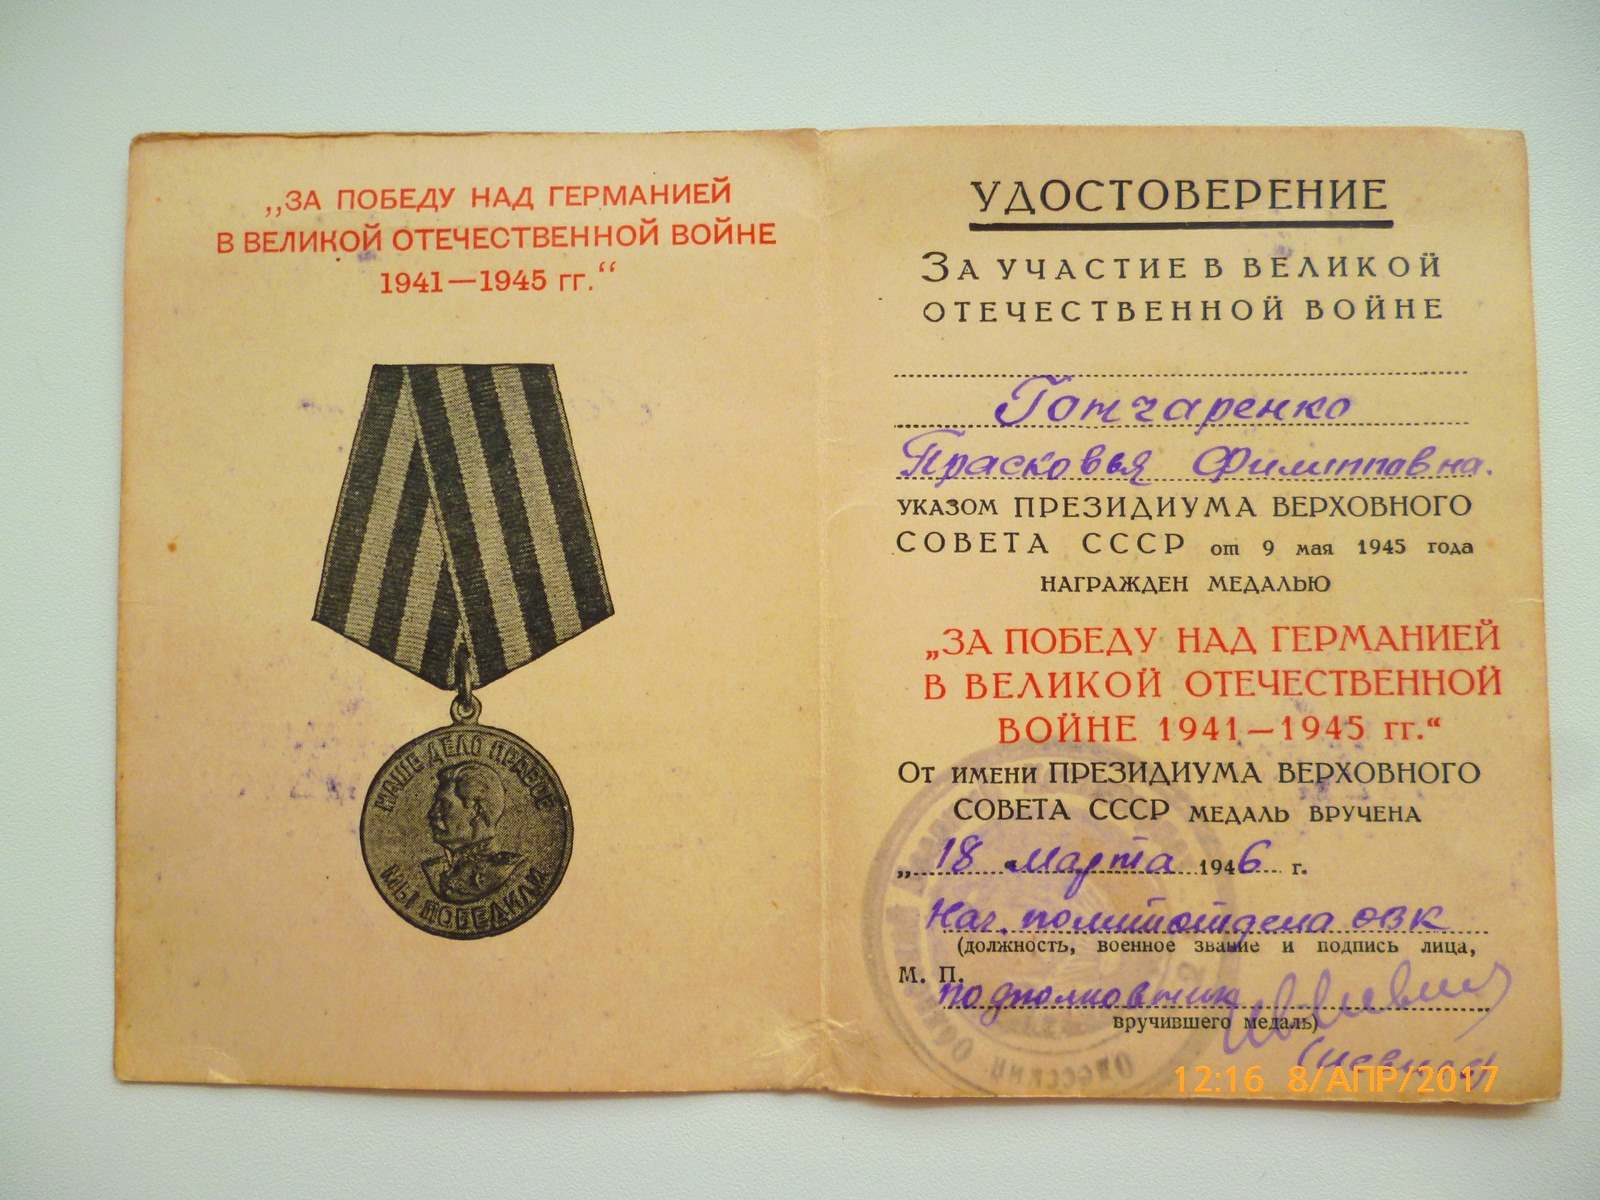 „ЗА ПОБЕДУ НАД ГЕРМАНИЕЙ
В ВЕЛИКОЙ ОТЕЧЕСТВЕННОЙ ВОЙНЕ
1941—1945 гг.“
НАШЕ ДЕЛО ПРАВОЕ
МЫ ПОБЕДИЛИ
УДОСТОВЕРЕНИЕ
ЗА УЧАСТИЕ В ВЕЛИКОЙ
ОТЕЧЕСТВЕННОЙ ВОЙНЕ
Гончаренко
Прасковья Филипповна.
УКАЗОМ ПРЕЗИДИУМА ВЕРХОВНОГО
СОВЕТА СССР от 9 мая 1945 года
НАГРАЖДЕН МЕДАЛЬЮ
„ЗА ПОБЕДУ НАД ГЕРМАНИЕЙ
В ВЕЛИКОЙ ОТЕЧЕСТВЕННОЙ
ВОЙНЕ 1941—1945 гг.“
ОТ ИМЕНИ ПРЕЗИДИУМА ВЕРХОВНОГО
СОВЕТА СССР МЕДАЛЬ ВРУЧЕНА
„18 марта 1946 г.
Нач. политотдела ОВК
(должность, военное звание и подпись лица,
М. П.
подполковник
вручившего медаль)
ОДЕССКИЙ
12:16 8/АПР/2017